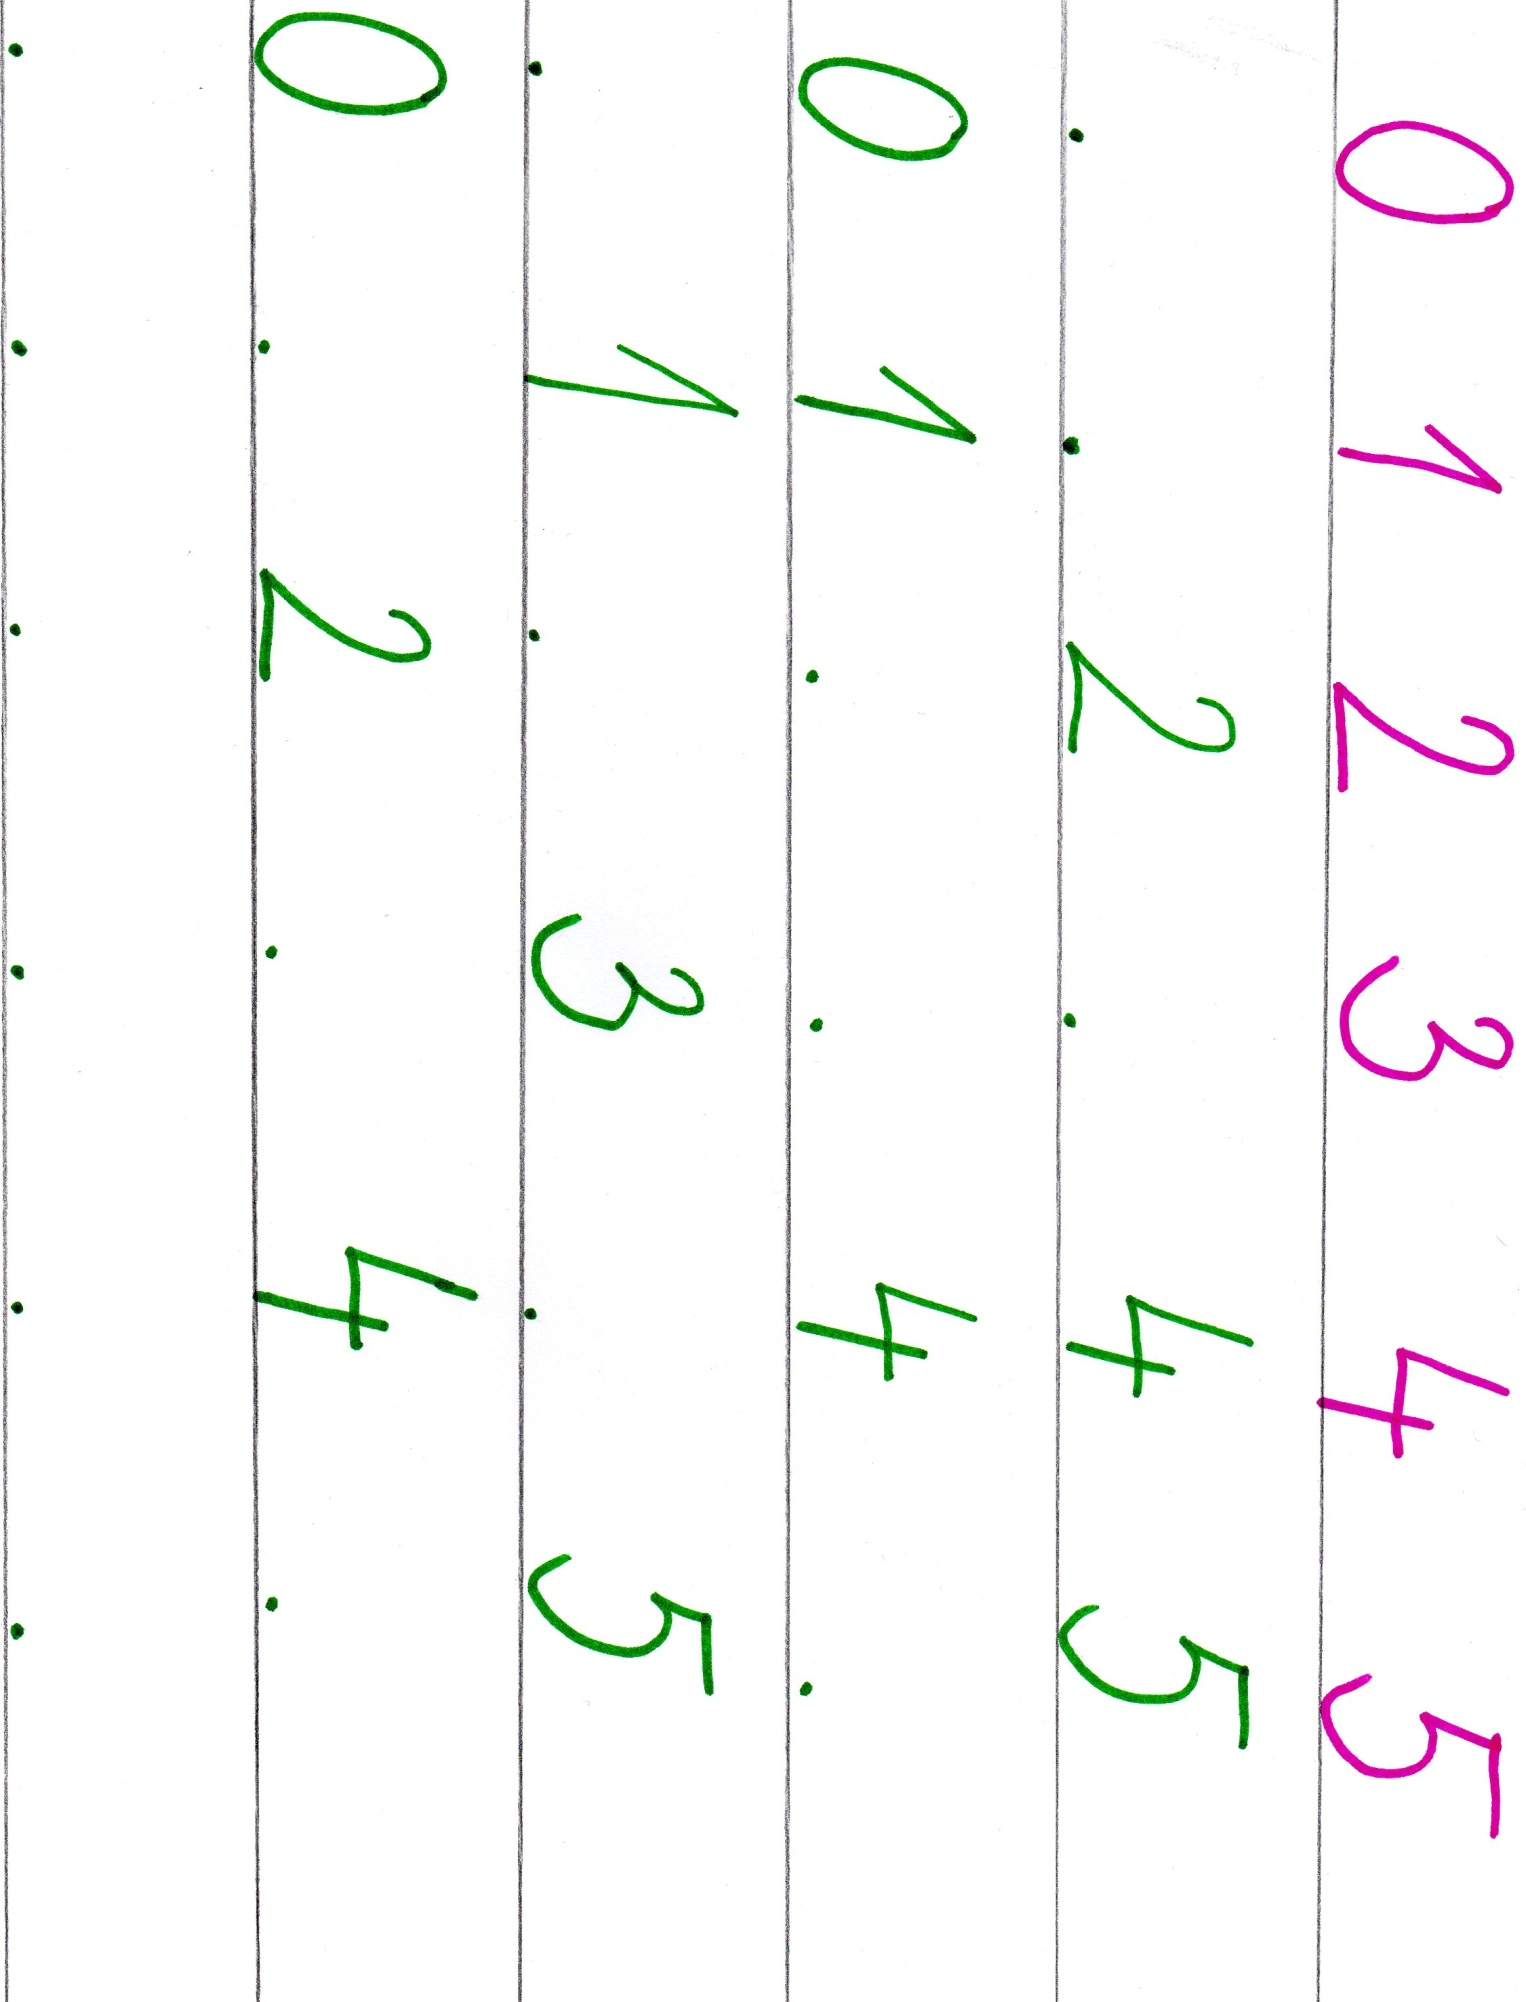 0 1 2 3 4 5
. . 2 . 4 5
0 1 . . 4 .
. 1 . 3 . 5
0 . 2 . 4 .
. . . . . .